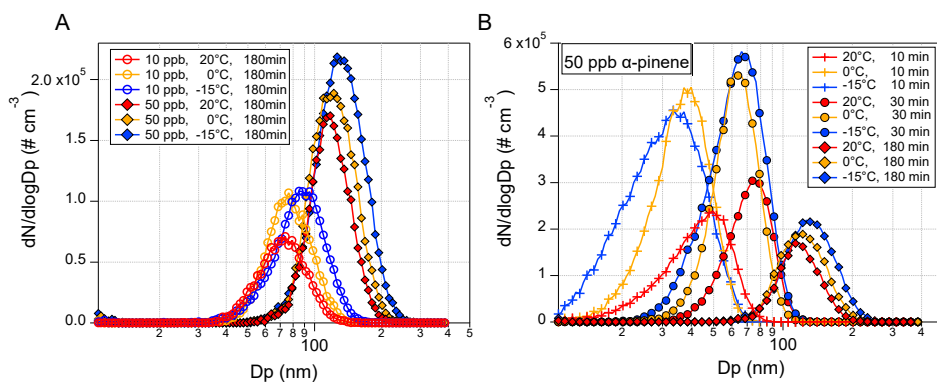 A
dN/dlogDp (# cm⁻³)
2.0 x10⁵
1.5
1.0
0.5
0.0
10 ppb, 20°C, 180min
10 ppb, 0°C, 180min
10 ppb, -15°C, 180min
50 ppb, 20°C, 180min
50 ppb, 0°C, 180min
50 ppb, -15°C, 180min
2 3 4 5 6 7 8 9 100 2 3 4 5
Dp (nm)
B
dN/dlogDp (# cm⁻³)
6 x10⁵
5
4
3
2
1
0
50 ppb α-pinene
20°C, 10 min
0°C, 10 min
-15°C 10 min
20°C, 30 min
0°C, 30 min
-15°C, 30 min
20°C, 180 min
0°C, 180 min
-15°C, 180 min
2 3 4 5 6 7 8 9 100 2 3 4
Dp (nm)